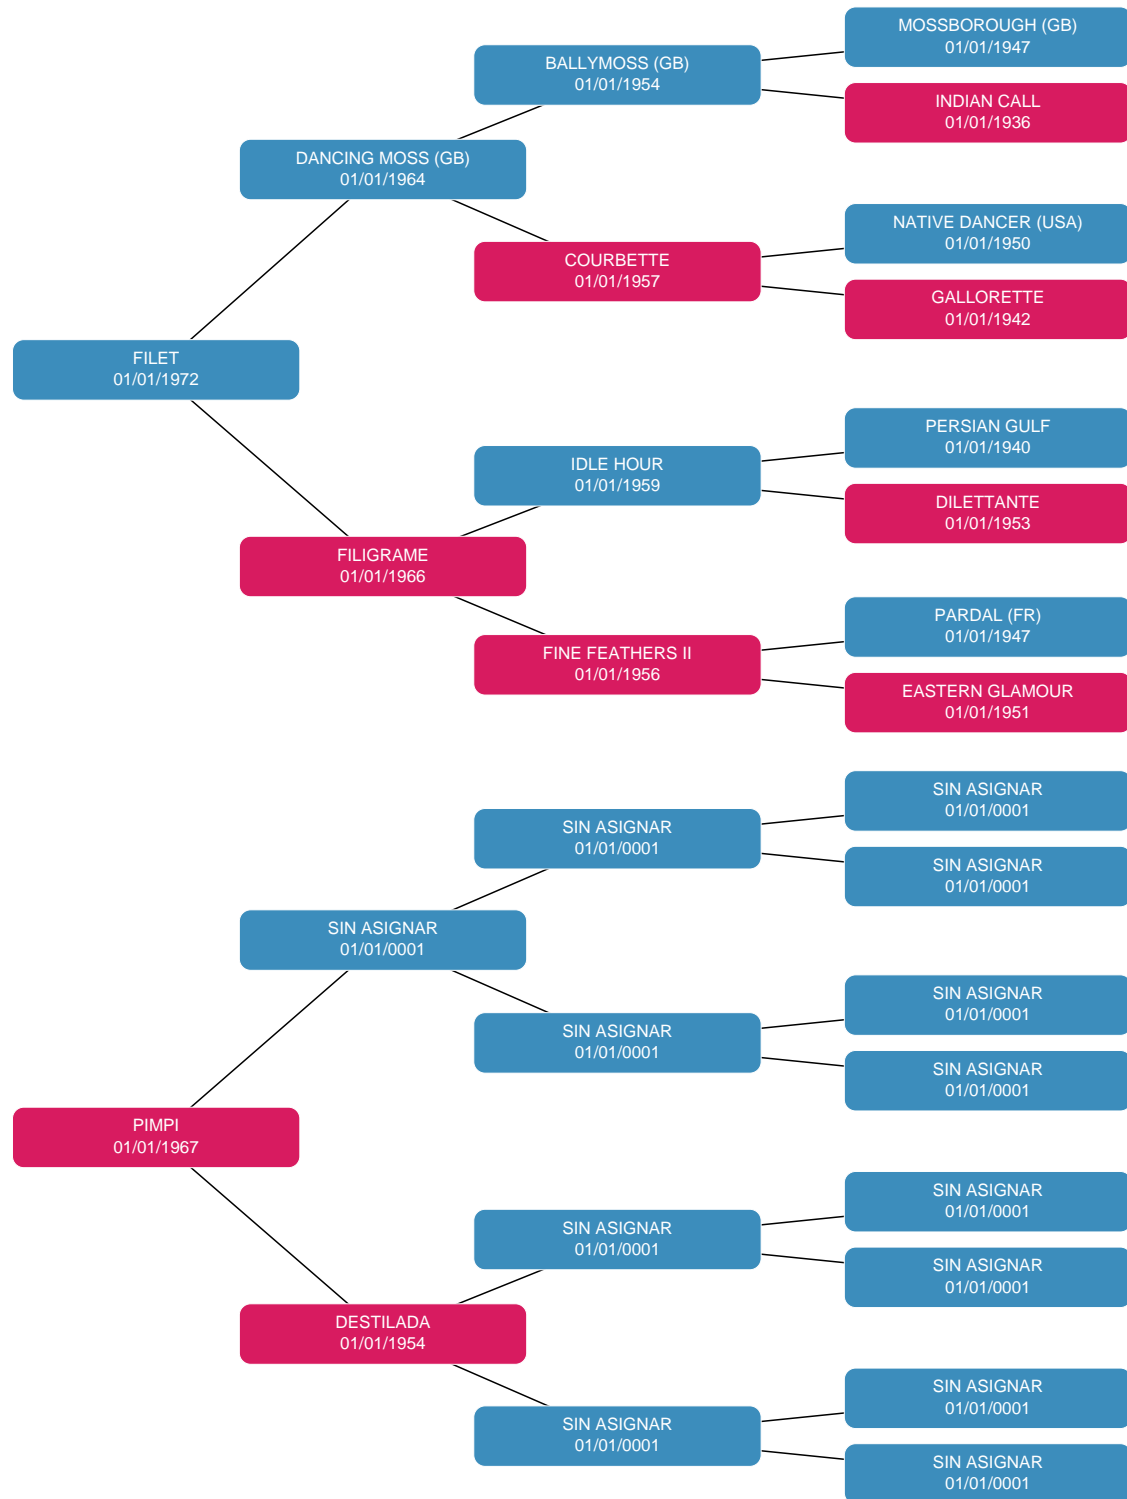 MOSSBOROUGH (GB)
01/01/1947
BALLYMOSS (GB)
01/01/1954
INDIAN CALL
01/01/1936
DANCING MOSS (GB)
01/01/1964
NATIVE DANCER (USA)
01/01/1950
COURBETTE
01/01/1957
GALLORETTE
01/01/1942
FILET
01/01/1972
PERSIAN GULF
01/01/1940
IDLE HOUR
01/01/1959
DILETTANTE
01/01/1953
FILIGRAME
01/01/1966
PARDAL (FR)
01/01/1947
FINE FEATHERS II
01/01/1956
EASTERN GLAMOUR
01/01/1951
SIN ASIGNAR
01/01/0001
SIN ASIGNAR
01/01/0001
SIN ASIGNAR
01/01/0001
SIN ASIGNAR
01/01/0001
SIN ASIGNAR
01/01/0001
SIN ASIGNAR
01/01/0001
SIN ASIGNAR
01/01/0001
PIMPI
01/01/1967
SIN ASIGNAR
01/01/0001
SIN ASIGNAR
01/01/0001
SIN ASIGNAR
01/01/0001
DESTILADA
01/01/1954
SIN ASIGNAR
01/01/0001
SIN ASIGNAR
01/01/0001
SIN ASIGNAR
01/01/0001